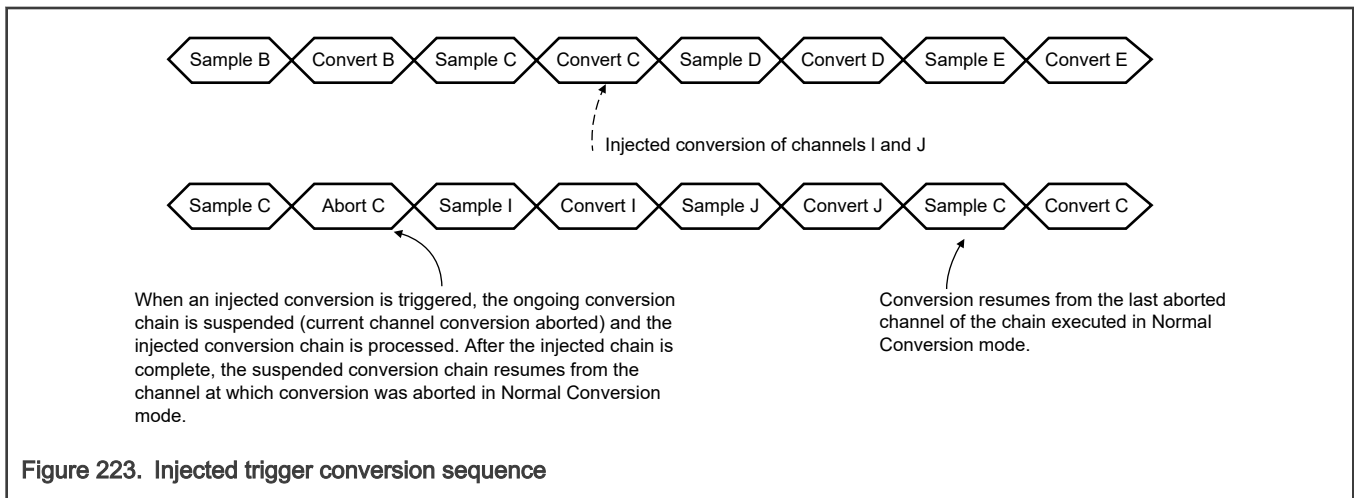 Sample B Convert B Sample C Convert C Sample D Convert D Sample E Convert E
Injected conversion of channels I and J
Sample C Abort C Sample I Convert I Sample J Convert J Sample C Convert C
When an injected conversion is triggered, the ongoing conversion
chain is suspended (current channel conversion aborted) and the
injected conversion chain is processed. After the injected chain is
complete, the suspended conversion chain resumes from the
channel at which conversion was aborted in Normal Conversion
mode.
Conversion resumes from the last aborted
channel of the chain executed in Normal
Conversion mode.
Figure 223. Injected trigger conversion sequence